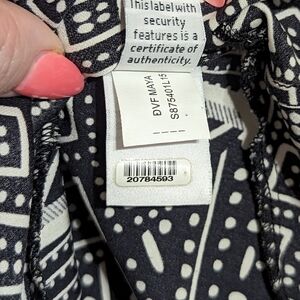 This label with
security
features is a
certificate of
authenticity.
DVF MAYA
S875401L15
20784593